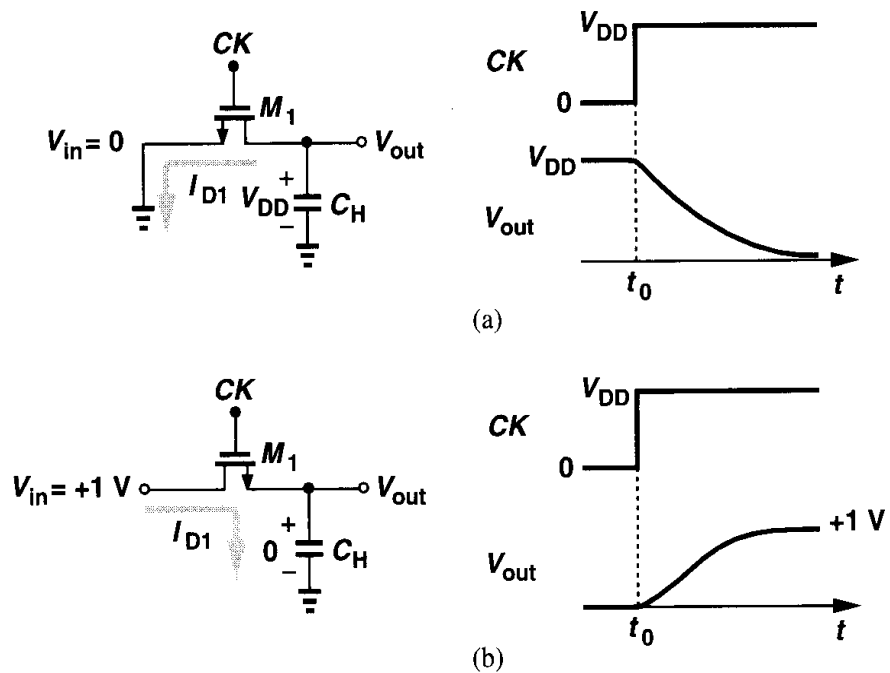 CK
M1
Vin = 0
Vout
ID1
+
VDD
CH
−
VDD
CK
0
VDD
Vout
t0
t
(a)
CK
M1
Vin = +1 V
Vout
ID1
+
0
CH
−
VDD
CK
0
+1 V
Vout
t0
t
(b)